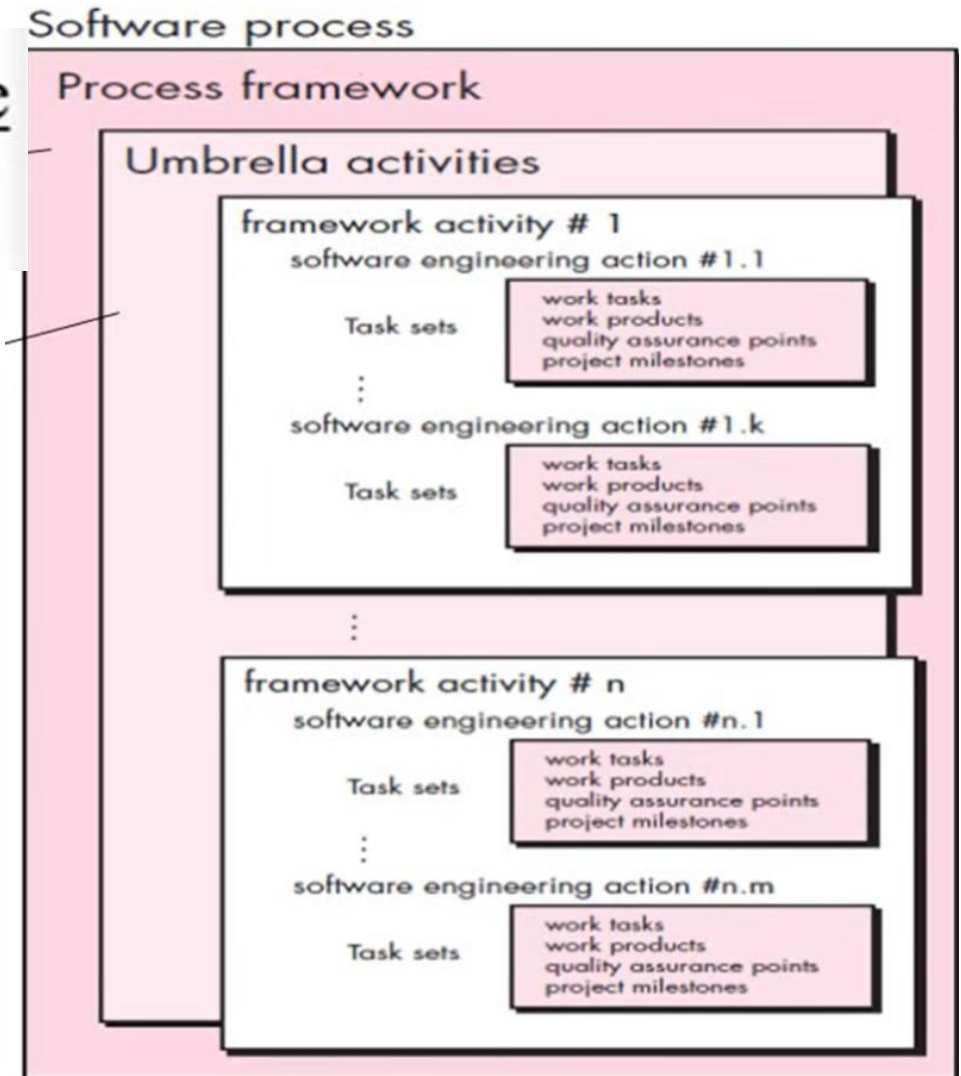 Software process
Process framework
Umbrella activities
framework activity # 1
software engineering action #1.1
Task sets
work tasks
work products
quality assurance points
project milestones
⋮
software engineering action #1.k
Task sets
work tasks
work products
quality assurance points
project milestones
⋮
framework activity # n
software engineering action #n.1
Task sets
work tasks
work products
quality assurance points
project milestones
⋮
software engineering action #n.m
Task sets
work tasks
work products
quality assurance points
project milestones